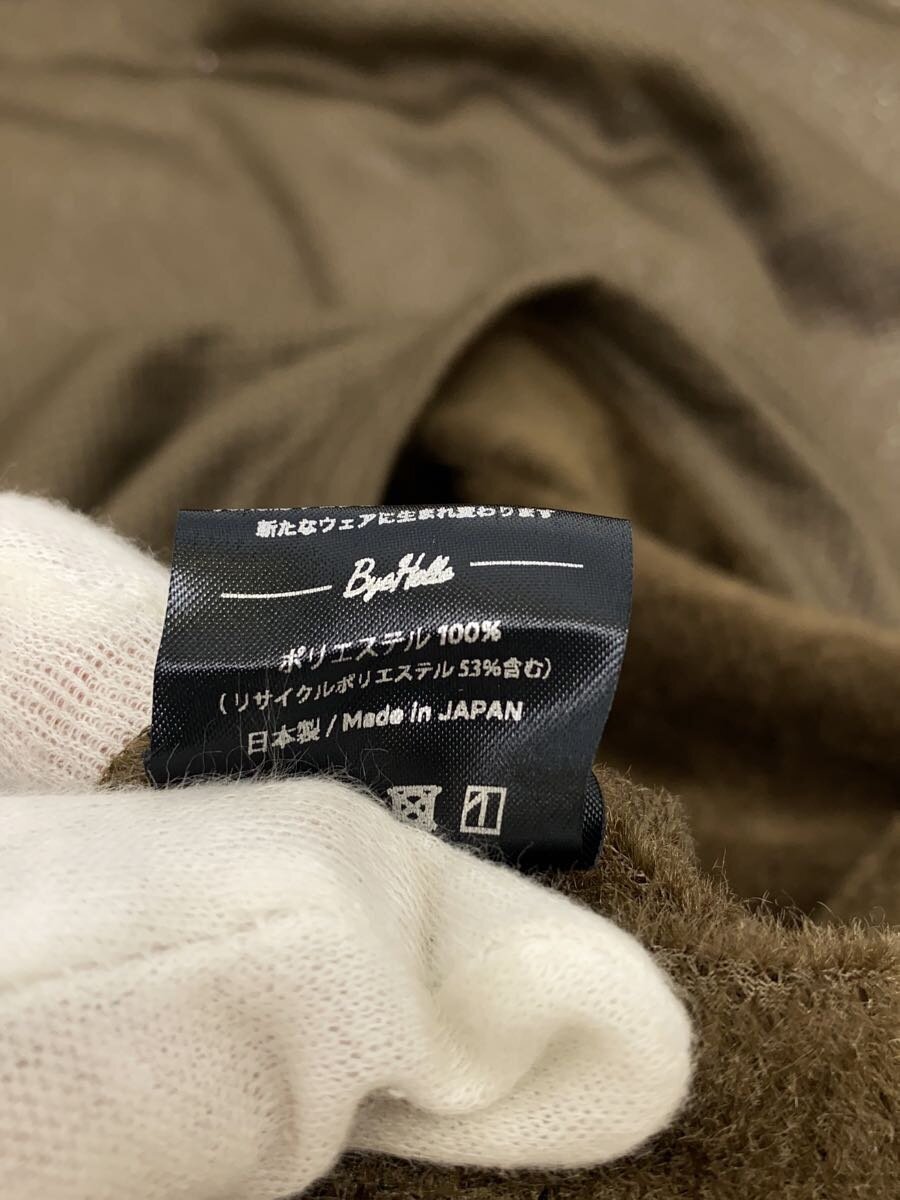 新たなウェアに生まれ変わります
ByeHello
ポリエステル 100%
(リサイクルポリエステル 53%含む)
日本製 / Made in JAPAN